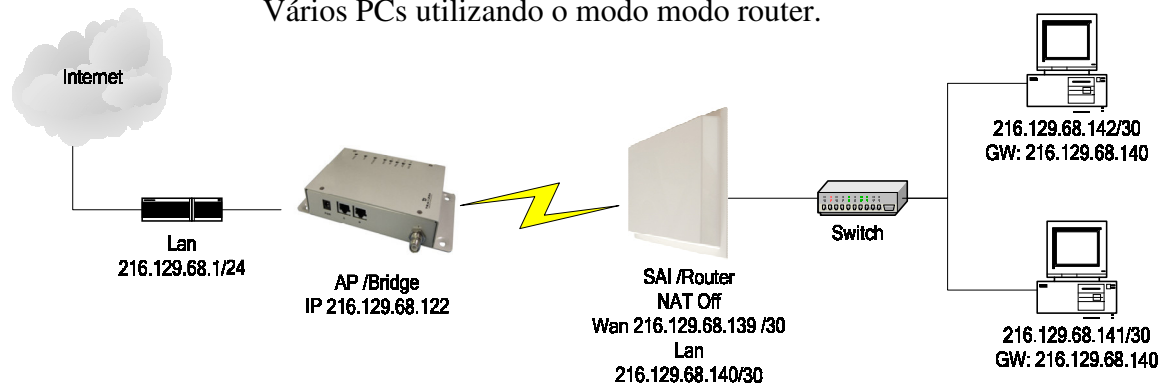 Vários PCs utilizando o modo modo router.
Internet
Lan
216.129.68.1/24
AP /Bridge
IP 216.129.68.122
SAI /Router
NAT Off
Wan 216.129.68.139 /30
Lan
216.129.68.140/30
Switch
216.129.68.142/30
GW: 216.129.68.140
216.129.68.141/30
GW: 216.129.68.140